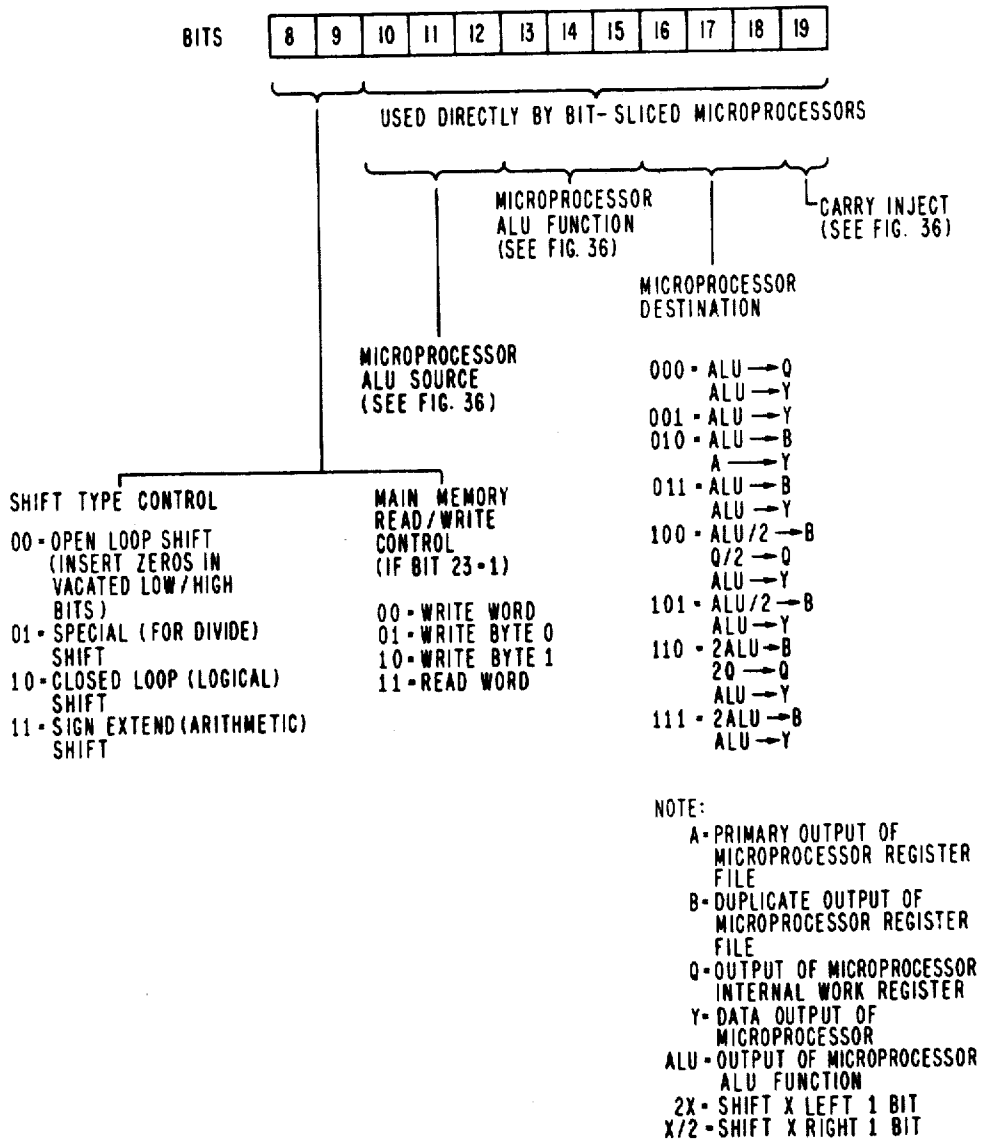 BITS 8 9 10 11 12 13 14 15 16 17 18 19
USED DIRECTLY BY BIT-SLICED MICROPROCESSORS
MICROPROCESSOR
ALU FUNCTION
(SEE FIG. 36)
CARRY INJECT
(SEE FIG. 36)
MICROPROCESSOR
DESTINATION
MICROPROCESSOR
ALU SOURCE
(SEE FIG. 36)
000 = ALU → Q
ALU → Y
001 = ALU → Y
010 = ALU → B
A → Y
011 = ALU → B
ALU → Y
100 = ALU/2 → B
Q/2 → Q
ALU → Y
101 = ALU/2 → B
ALU → Y
110 = 2ALU → B
2Q → Q
ALU → Y
111 = 2ALU → B
ALU → Y
SHIFT TYPE CONTROL
00 = OPEN LOOP SHIFT
(INSERT ZEROS IN
VACATED LOW/HIGH
BITS)
01 = SPECIAL (FOR DIVIDE)
SHIFT
10 = CLOSED LOOP (LOGICAL)
SHIFT
11 = SIGN EXTEND (ARITHMETIC)
SHIFT
MAIN MEMORY
READ/WRITE
CONTROL
(IF BIT 23=1)
00 = WRITE WORD
01 = WRITE BYTE 0
10 = WRITE BYTE 1
11 = READ WORD
NOTE:
A = PRIMARY OUTPUT OF
MICROPROCESSOR REGISTER
FILE
B = DUPLICATE OUTPUT OF
MICROPROCESSOR REGISTER
FILE
Q = OUTPUT OF MICROPROCESSOR
INTERNAL WORK REGISTER
Y = DATA OUTPUT OF
MICROPROCESSOR
ALU = OUTPUT OF MICROPROCESSOR
ALU FUNCTION
2X = SHIFT X LEFT 1 BIT
X/2 = SHIFT X RIGHT 1 BIT